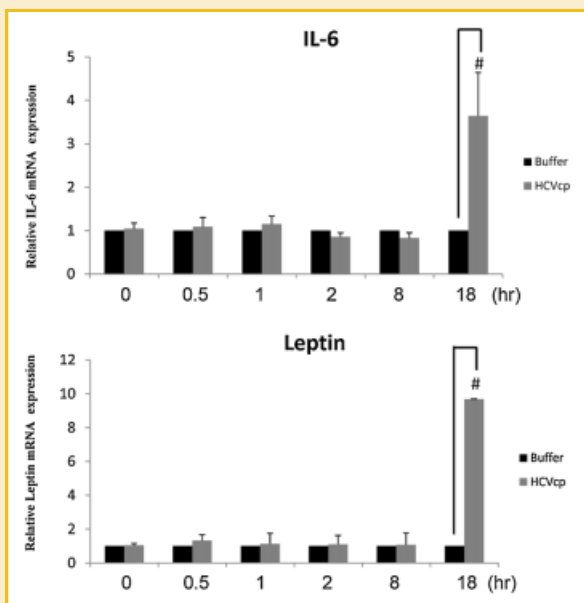 IL-6
#
5
4
3
2
1
0
Relative IL-6 mRNA expression
Buffer
HCVcp
0 0.5 1 2 8 18 (hr)
Leptin
#
12
10
8
6
4
2
0
Relative Leptin mRNA expression
Buffer
HCVcp
0 0.5 1 2 8 18 (hr)